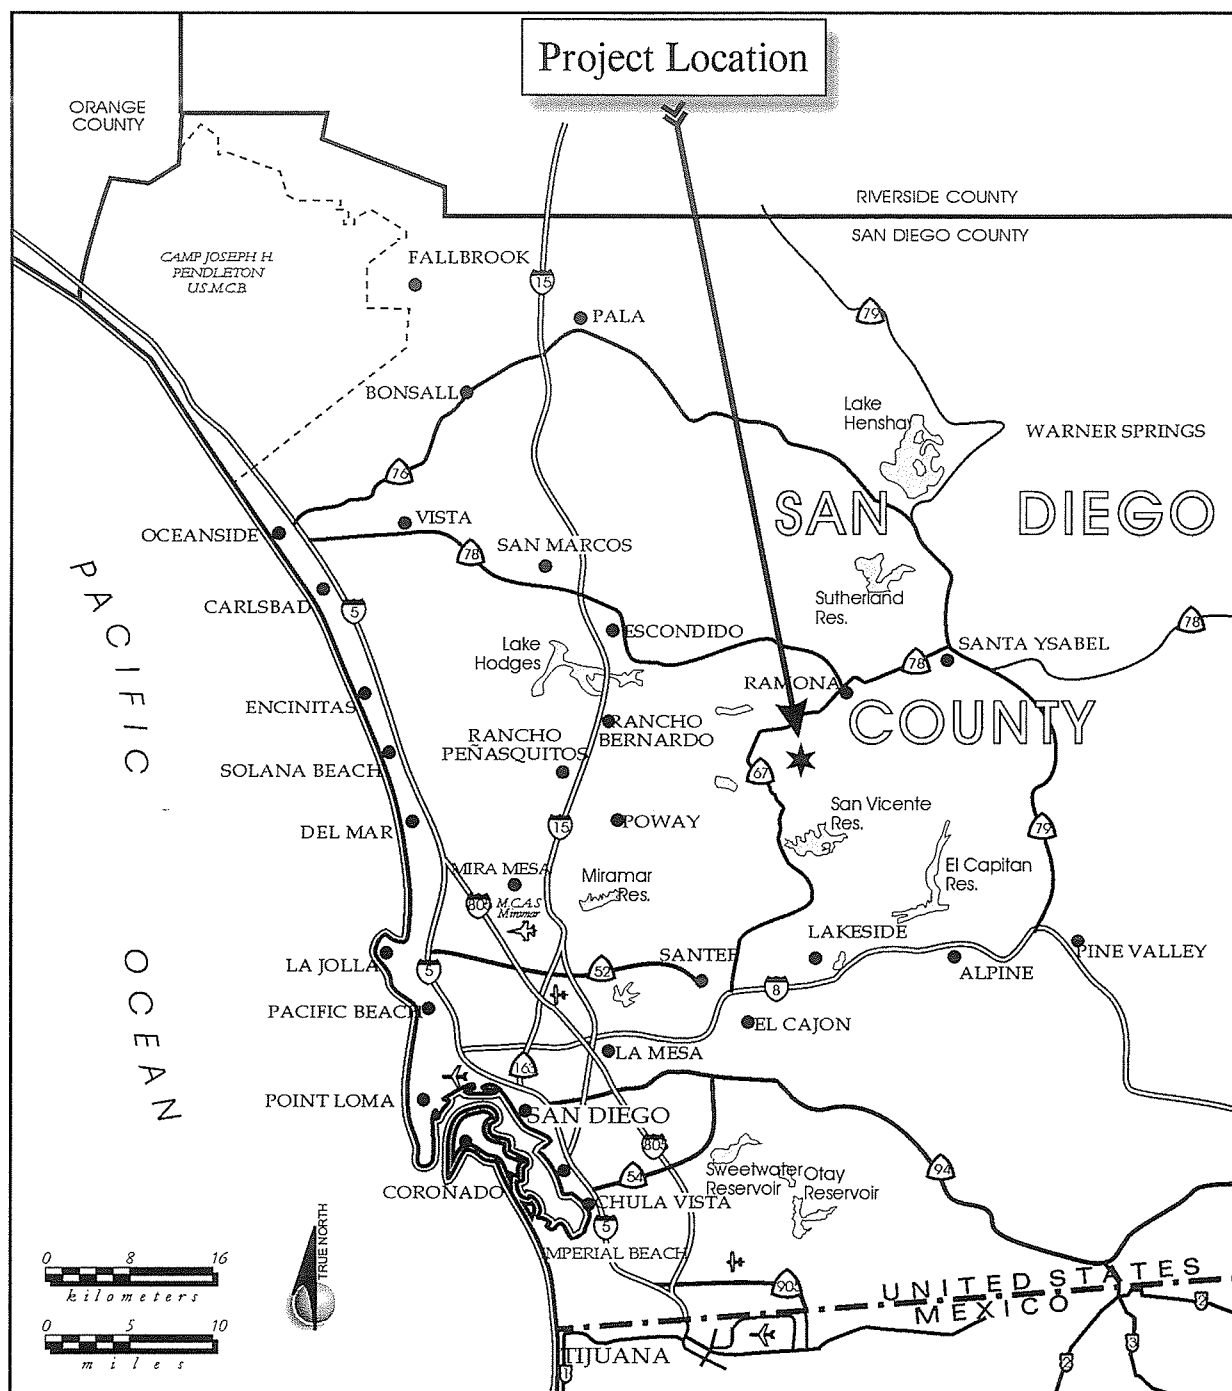 Project Location
ORANGE
COUNTY
RIVERSIDE COUNTY
SAN DIEGO COUNTY
CAMP JOSEPH H.
PENDLETON
U.S.M.C.B.
FALLBROOK
15
79
PALA
BONSALL
Lake
Henshaw
WARNER SPRINGS
76
SAN DIEGO
COUNTY
VISTA
OCEANSIDE
78
SAN MARCOS
CARLSBAD
5
Sutherland
Res.
78
ESCONDIDO
SANTA YSABEL
Lake
Hodges
78
RAMONA
ENCINITAS
RANCHO
PEÑASQUITOS
RANCHO
BERNARDO
SOLANA BEACH
67
PACIFIC
OCEAN
San Vicente
Res.
DEL MAR
15
POWAY
79
MIRA MESA
Miramar
Res.
El Capitan
Res.
805
M.C.A.S
Miramar
LAKESIDE
LA JOLLA
5
52
SANTEE
PINE VALLEY
ALPINE
8
PACIFIC BEACH
EL CAJON
LA MESA
163
POINT LOMA
SAN DIEGO
805
54
Sweetwater
Reservoir
Otay
Reservoir
94
CORONADO
CHULA VISTA
5
IMPERIAL BEACH
905
UNITED STATES
MEXICO
TIJUANA
1
2
3
2
TRUE NORTH
0 8 16
kilometers
0 5 10
miles